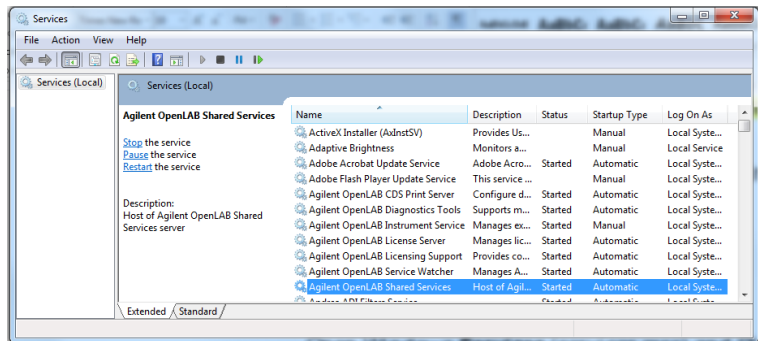 Services
File Action View Help
Services (Local)
Services (Local)
Agilent OpenLAB Shared Services
Stop the service
Pause the service
Restart the service
Description:
Host of Agilent OpenLAB Shared
Services server
Name Description Status Startup Type Log On As
ActiveX Installer (AxInstSV) Provides Us... Manual Local Syste...
Adaptive Brightness Monitors a... Manual Local Service
Adobe Acrobat Update Service Adobe Acro... Started Automatic Local Syste...
Adobe Flash Player Update Service This service ... Manual Local Syste...
Agilent OpenLAB CDS Print Server Configure d... Started Automatic Local Syste...
Agilent OpenLAB Diagnostics Tools Supports m... Started Automatic Local Syste...
Agilent OpenLAB Instrument Service Manages ex... Started Manual Local Syste...
Agilent OpenLAB License Server Manages lic... Started Automatic Local Syste...
Agilent OpenLAB Licensing Support Provides co... Started Automatic Local Syste...
Agilent OpenLAB Service Watcher Manages A... Started Automatic Local Syste...
Agilent OpenLAB Shared Services Host of Agil... Started Automatic Local Syste...
Extended Standard